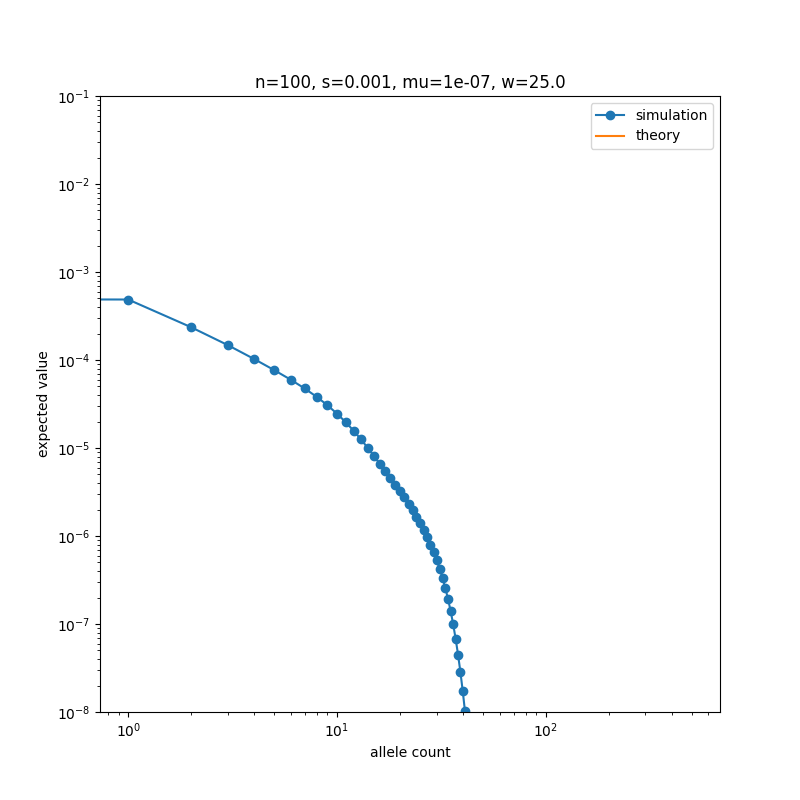 n=100, s=0.001, mu=1e-07, w=25.0
simulation
theory
10⁻¹
10⁻²
10⁻³
10⁻⁴
10⁻⁵
10⁻⁶
10⁻⁷
10⁻⁸
expected value
10⁰ 10¹ 10²
allele count